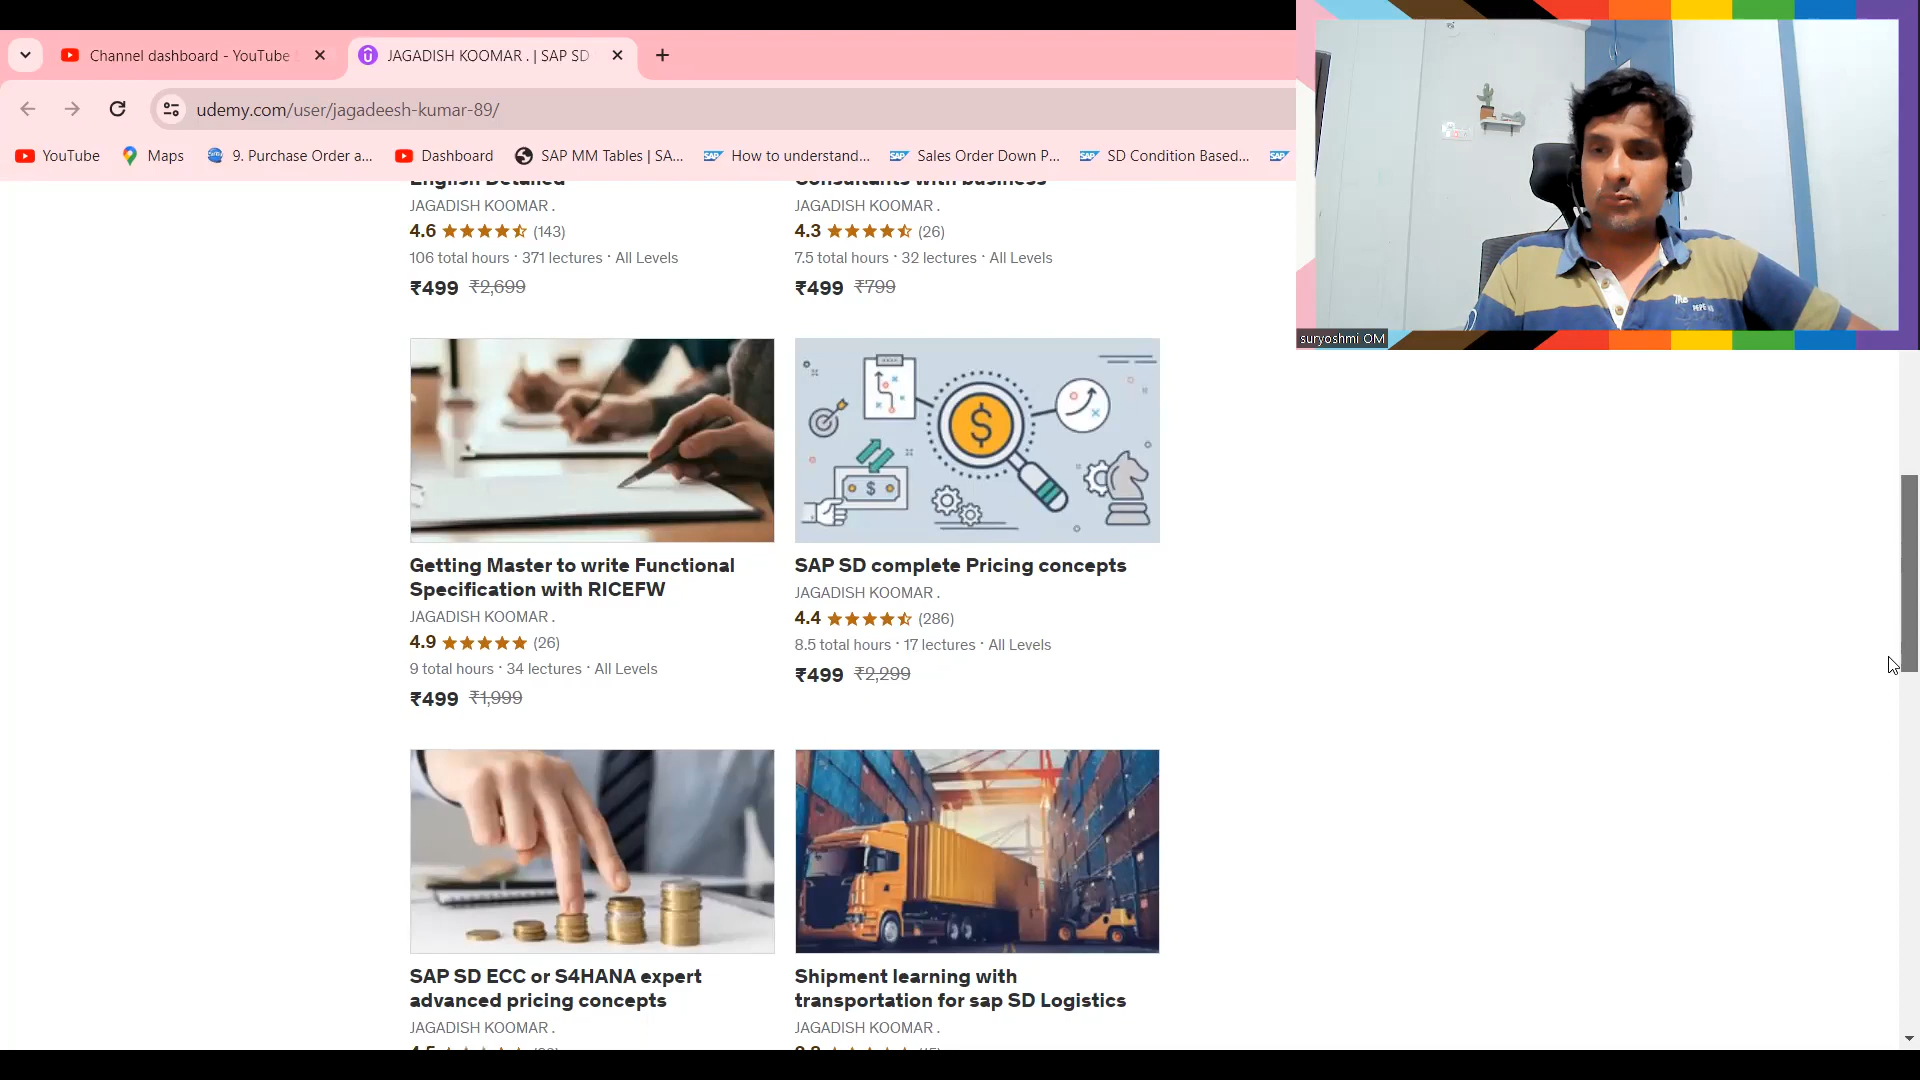 Channel dashboard - YouTube
JAGADISH KOOMAR . | SAP SD
udemy.com/user/jagadeesh-kumar-89/
YouTube
Maps
9. Purchase Order a...
Dashboard
SAP MM Tables | SA...
How to understand...
Sales Order Down P...
SD Condition Based...
suryoshmi OM
English Detailed
JAGADISH KOOMAR .
4.6 (143)
106 total hours · 371 lectures · All Levels
₹499 ₹2,699
Consultants with business
JAGADISH KOOMAR .
4.3 (26)
7.5 total hours · 32 lectures · All Levels
₹499 ₹799
Getting Master to write Functional
Specification with RICEFW
JAGADISH KOOMAR .
4.9 (26)
9 total hours · 34 lectures · All Levels
₹499 ₹1,999
SAP SD complete Pricing concepts
JAGADISH KOOMAR .
4.4 (286)
8.5 total hours · 17 lectures · All Levels
₹499 ₹2,299
SAP SD ECC or S4HANA expert
advanced pricing concepts
JAGADISH KOOMAR .
Shipment learning with
transportation for sap SD Logistics
JAGADISH KOOMAR .